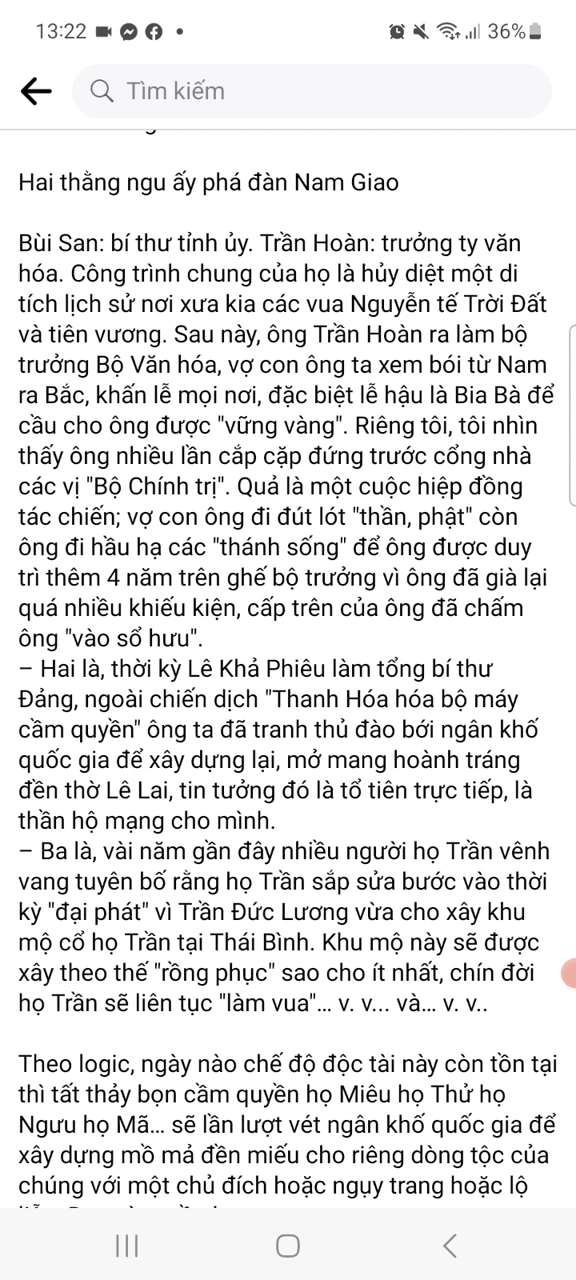 13:22
36%
Tìm kiếm
Hai thằng ngu ấy phá đàn Nam Giao
Bùi San: bí thư tỉnh ủy. Trần Hoàn: trưởng ty văn
hóa. Công trình chung của họ là hủy diệt một di
tích lịch sử nơi xưa kia các vua Nguyễn tế Trời Đất
và tiên vương. Sau này, ông Trần Hoàn ra làm bộ
trưởng Bộ Văn hóa, vợ con ông ta xem bói từ Nam
ra Bắc, khấn lễ mọi nơi, đặc biệt lễ hậu là Bia Bà để
cầu cho ông được "vững vàng". Riêng tôi, tôi nhìn
thấy ông nhiều lần cắp cặp đứng trước cổng nhà
các vị "Bộ Chính trị". Quả là một cuộc hiệp đồng
tác chiến; vợ con ông đi đút lót "thần, phật" còn
ông đi hầu hạ các "thánh sống" để ông được duy
trì thêm 4 năm trên ghế bộ trưởng vì ông đã già lại
quá nhiều khiếu kiện, cấp trên của ông đã chấm
ông "vào sổ hưu".
– Hai là, thời kỳ Lê Khả Phiêu làm tổng bí thư
Đảng, ngoài chiến dịch "Thanh Hóa hóa bộ máy
cầm quyền" ông ta đã tranh thủ đào bới ngân khố
quốc gia để xây dựng lại, mở mang hoành tráng
đền thờ Lê Lai, tin tưởng đó là tổ tiên trực tiếp, là
thần hộ mạng cho mình.
– Ba là, vài năm gần đây nhiều người họ Trần vênh
vang tuyên bố rằng họ Trần sắp sửa bước vào thời
kỳ "đại phát" vì Trần Đức Lương vừa cho xây khu
mộ cổ họ Trần tại Thái Bình. Khu mộ này sẽ được
xây theo thế "rồng phục" sao cho ít nhất, chín đời
họ Trần sẽ liên tục "làm vua"... v. v... và... v. v..
Theo logic, ngày nào chế độ độc tài này còn tồn tại
thì tất thảy bọn cầm quyền họ Miêu họ Thử họ
Ngưu họ Mã... sẽ lần lượt vét ngân khố quốc gia để
xây dựng mồ mả đền miếu cho riêng dòng tộc của
chúng với một chủ đích hoặc ngụy trang hoặc lộ